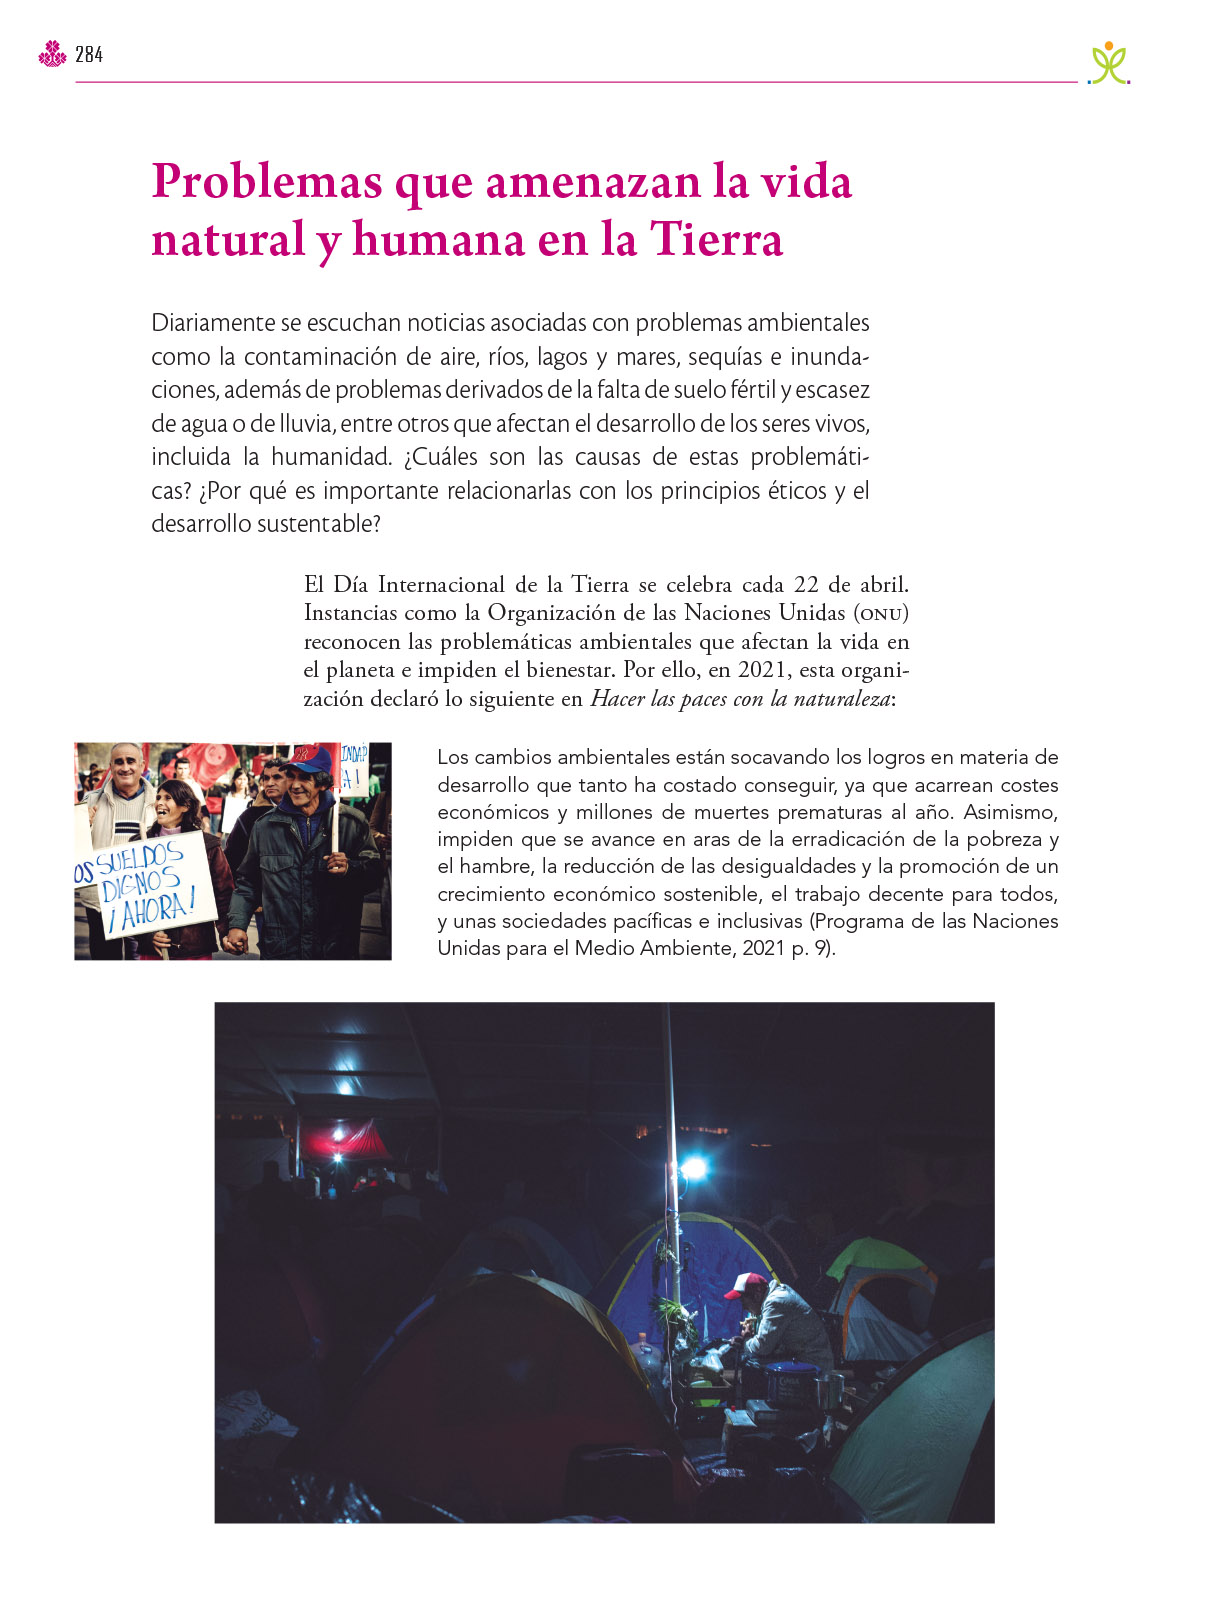 284
Problemas que amenazan la vida
natural y humana en la Tierra
Diariamente se escuchan noticias asociadas con problemas ambientales
como la contaminación de aire, ríos, lagos y mares, sequías e inunda-
ciones, además de problemas derivados de la falta de suelo fértil y escasez
de agua o de lluvia, entre otros que afectan el desarrollo de los seres vivos,
incluida la humanidad. ¿Cuáles son las causas de estas problemáti-
cas? ¿Por qué es importante relacionarlas con los principios éticos y el
desarrollo sustentable?
El Día Internacional de la Tierra se celebra cada 22 de abril.
Instancias como la Organización de las Naciones Unidas (ONU)
reconocen las problemáticas ambientales que afectan la vida en
el planeta e impiden el bienestar. Por ello, en 2021, esta organi-
zación declaró lo siguiente en Hacer las paces con la naturaleza:
Los cambios ambientales están socavando los logros en materia de
desarrollo que tanto ha costado conseguir, ya que acarrean costes
económicos y millones de muertes prematuras al año. Asimismo,
impiden que se avance en aras de la erradicación de la pobreza y
el hambre, la reducción de las desigualdades y la promoción de un
crecimiento económico sostenible, el trabajo decente para todos,
y unas sociedades pacíficas e inclusivas (Programa de las Naciones
Unidas para el Medio Ambiente, 2021 p. 9).
OS
SUELDOS
DIGNOS
¡AHORA!